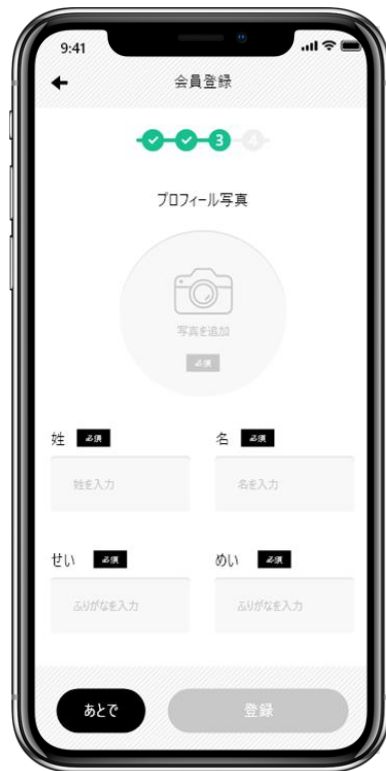 9:41
会員登録
3 4
プロフィール写真
写真を追加
必須
姓 必須 名 必須
姓を入力 名を入力
せい 必須 めい 必須
ふりがなを入力 ふりがなを入力
あとで 登録